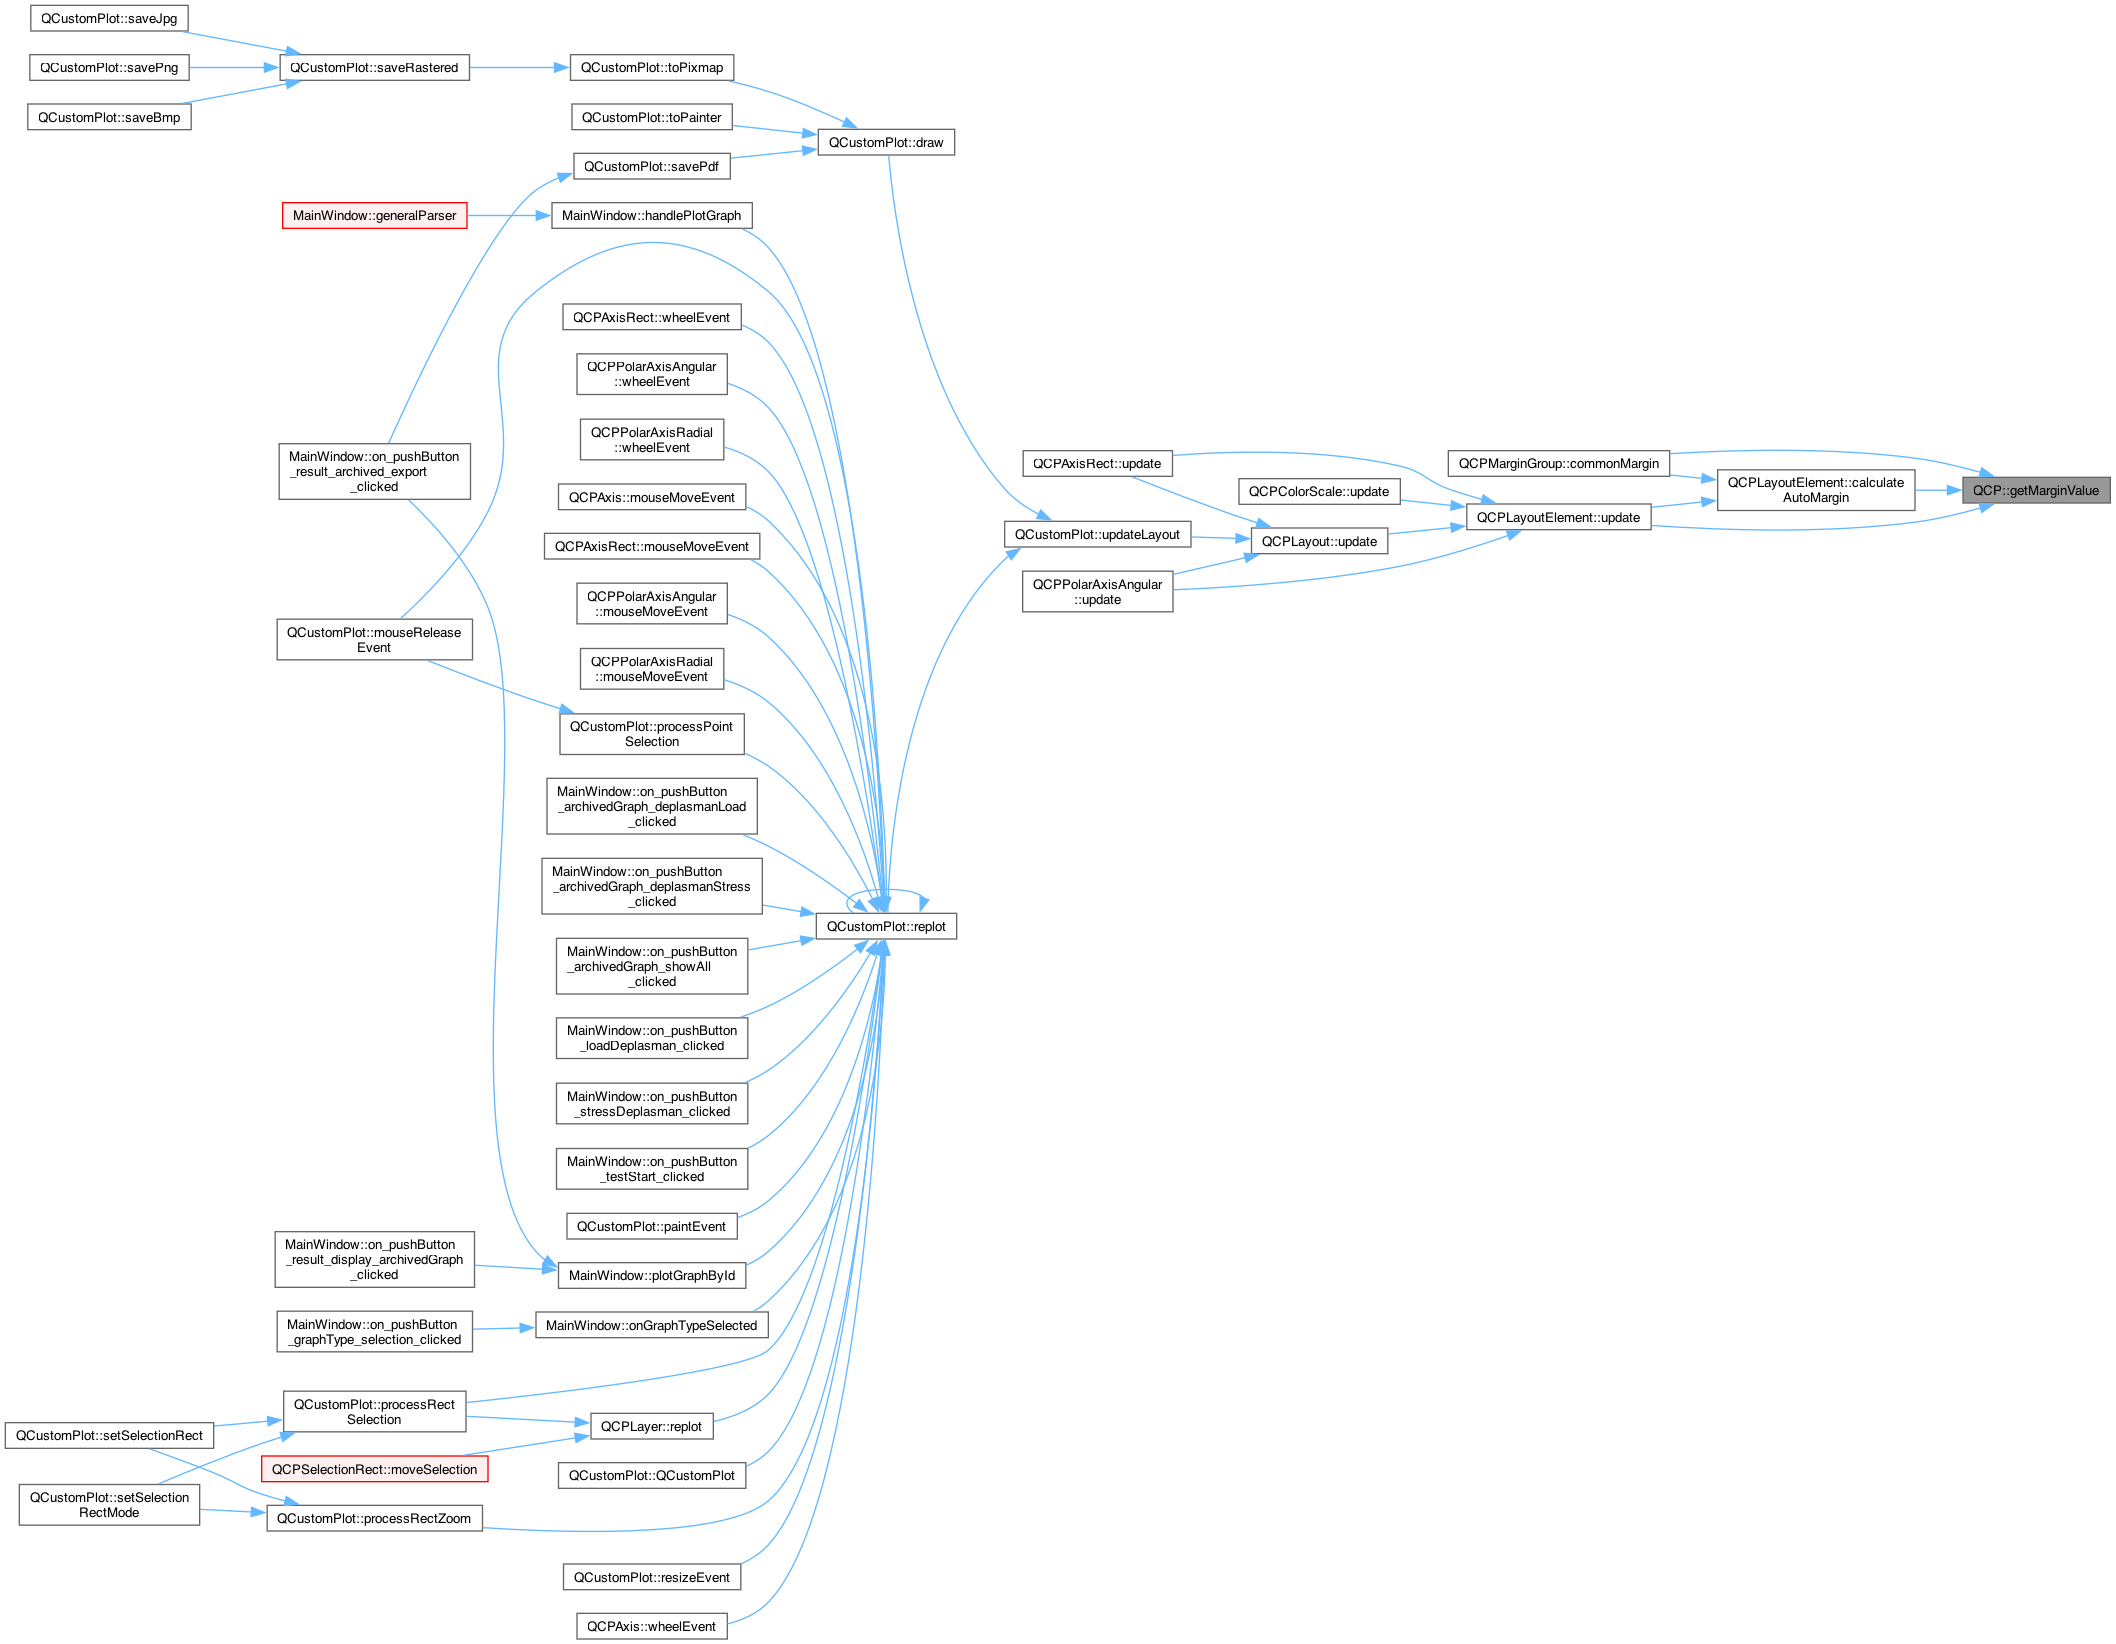 QCustomPlot::saveJpg
QCustomPlot::savePng
QCustomPlot::saveBmp
QCustomPlot::setSelectionRect
QCustomPlot::setSelection
RectMode
QCustomPlot::saveRastered
MainWindow::generalParser
MainWindow::on_pushButton
_result_archived_export
_clicked
QCustomPlot::mouseRelease
Event
MainWindow::on_pushButton
_result_display_archivedGraph
_clicked
MainWindow::on_pushButton
_graphType_selection_clicked
QCustomPlot::processRect
Selection
QCPSelectionRect::moveSelection
QCustomPlot::processRectZoom
QCustomPlot::toPixmap
QCustomPlot::toPainter
QCustomPlot::savePdf
MainWindow::handlePlotGraph
QCPAxisRect::wheelEvent
QCPPolarAxisAngular
::wheelEvent
QCPPolarAxisRadial
::wheelEvent
QCPAxis::mouseMoveEvent
QCPAxisRect::mouseMoveEvent
QCPPolarAxisAngular
::mouseMoveEvent
QCPPolarAxisRadial
::mouseMoveEvent
QCustomPlot::processPoint
Selection
MainWindow::on_pushButton
_archivedGraph_deplasmanLoad
_clicked
MainWindow::on_pushButton
_archivedGraph_deplasmanStress
_clicked
MainWindow::on_pushButton
_archivedGraph_showAll
_clicked
MainWindow::on_pushButton
_loadDeplasman_clicked
MainWindow::on_pushButton
_stressDeplasman_clicked
MainWindow::on_pushButton
_testStart_clicked
QCustomPlot::paintEvent
MainWindow::plotGraphById
MainWindow::onGraphTypeSelected
QCPLayer::replot
QCustomPlot::QCustomPlot
QCustomPlot::resizeEvent
QCPAxis::wheelEvent
QCustomPlot::draw
QCustomPlot::replot
QCPAxisRect::update
QCustomPlot::updateLayout
QCPPolarAxisAngular
::update
QCPColorScale::update
QCPLayout::update
QCPMarginGroup::commonMargin
QCPLayoutElement::update
QCPLayoutElement::calculate
AutoMargin
QCP::getMarginValue